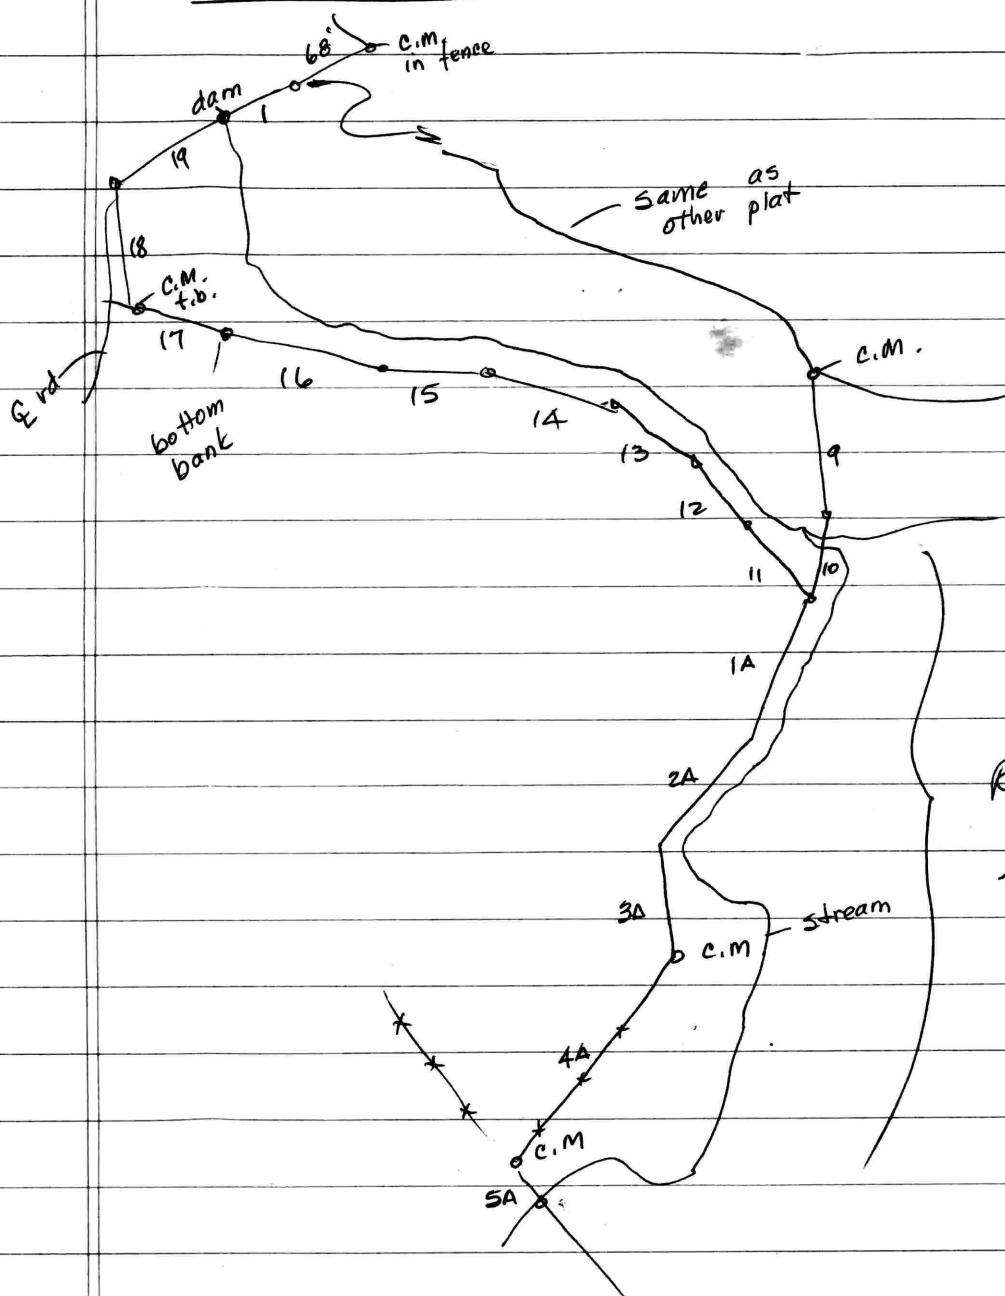 68'
C.M.
in fence
dam
1
19
same as
other plat
18
C.M.
t.b.
17
C.M.
℄ rd
16
15
14
bottom
bank
13
9
12
11
10
1A
2A
3A
stream
C.M
4A
C.M
5A